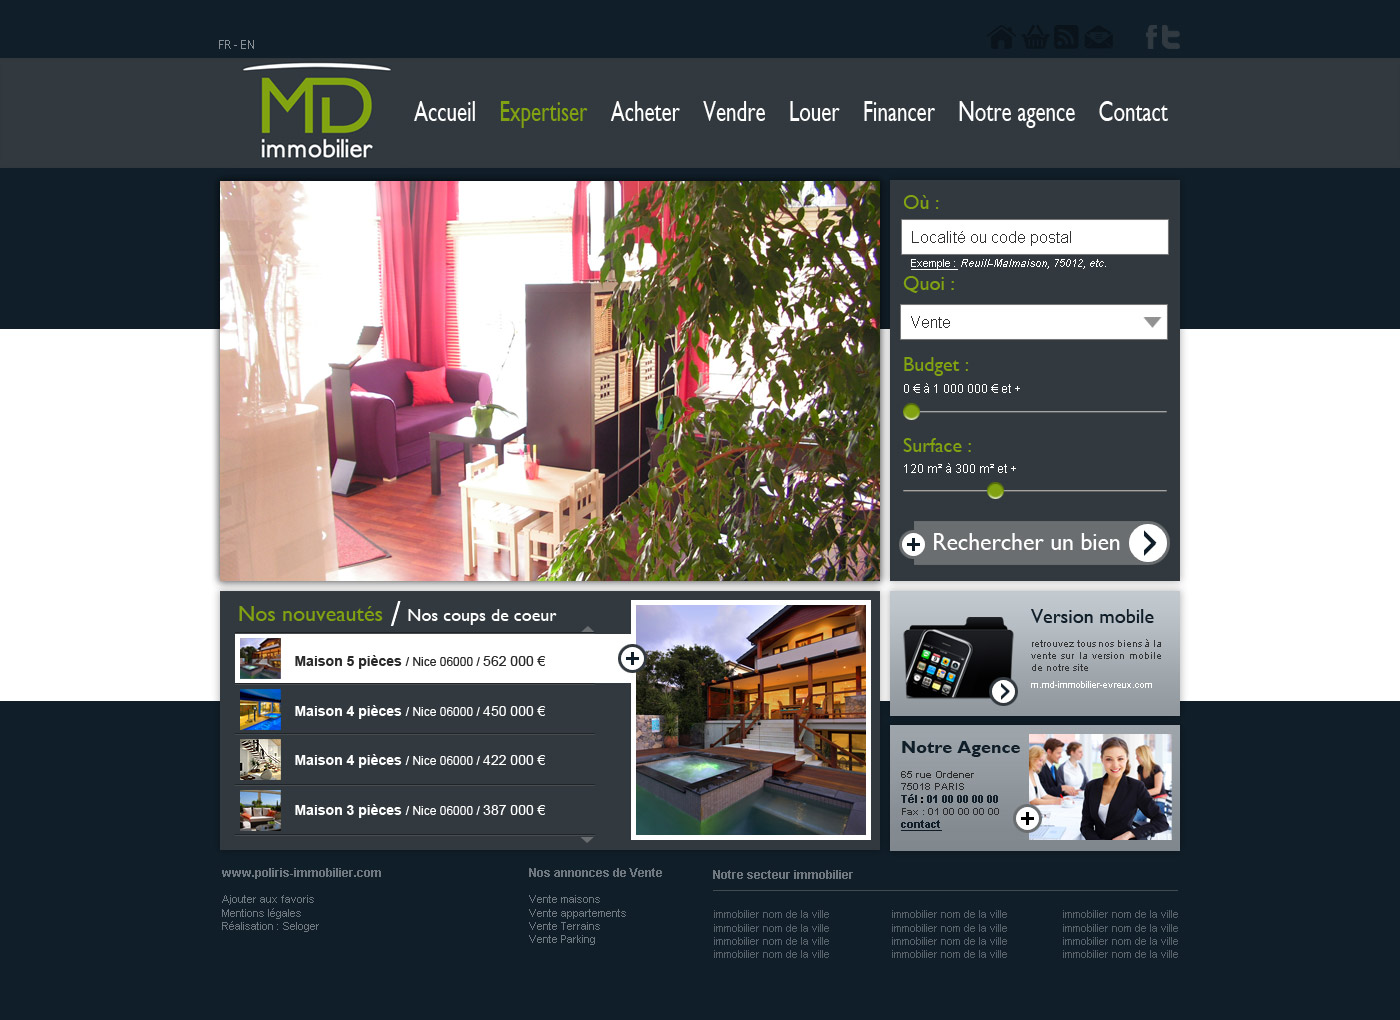 FR - EN
MD
immobilier
Accueil Expertiser Acheter Vendre Louer Financer Notre agence Contact
Où :
Localité ou code postal
Exemple : Reuill-Malmaison, 75012, etc.
Quoi :
Vente
Budget :
0 € à 1 000 000 € et +
Surface :
120 m² à 300 m² et +
Rechercher un bien
Nos nouveautés / Nos coups de coeur
Maison 5 pièces / Nice 06000 / 562 000 €
Maison 4 pièces / Nice 06000 / 450 000 €
Maison 4 pièces / Nice 06000 / 422 000 €
Maison 3 pièces / Nice 06000 / 387 000 €
Version mobile
retrouvez tous nos biens à la
vente sur la version mobile
de notre site
m.md-immobilier-evreux.com
Notre Agence
65 rue Ordener
75018 PARIS
Tél : 01 00 00 00 00
Fax : 01 00 00 00 00
contact
www.poliris-immobilier.com
Ajouter aux favoris
Mentions légales
Réalisation : Seloger
Nos annonces de Vente
Vente maisons
Vente appartements
Vente Terrains
Vente Parking
Notre secteur immobilier
immobilier nom de la ville immobilier nom de la ville immobilier nom de la ville
immobilier nom de la ville immobilier nom de la ville immobilier nom de la ville
immobilier nom de la ville immobilier nom de la ville immobilier nom de la ville
immobilier nom de la ville immobilier nom de la ville immobilier nom de la ville